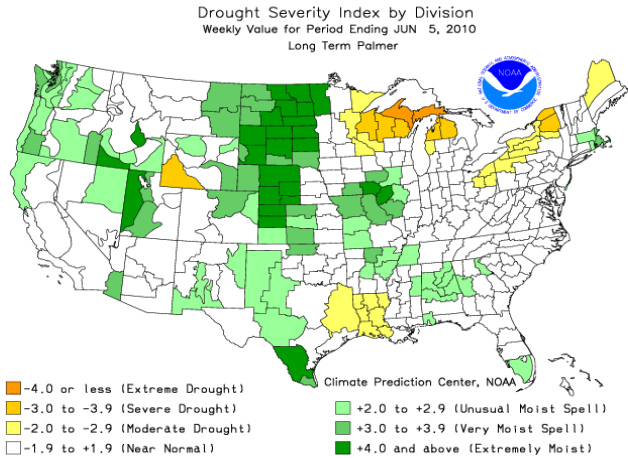 Drought Severity Index by Division
Weekly Value for Period Ending JUN 5, 2010
Long Term Palmer
NOAA
Climate Prediction Center, NOAA
-4.0 or less (Extreme Drought)
-3.0 to -3.9 (Severe Drought)
-2.0 to -2.9 (Moderate Drought)
-1.9 to +1.9 (Near Normal)
+2.0 to +2.9 (Unusual Moist Spell)
+3.0 to +3.9 (Very Moist Spell)
+4.0 and above (Extremely Moist)